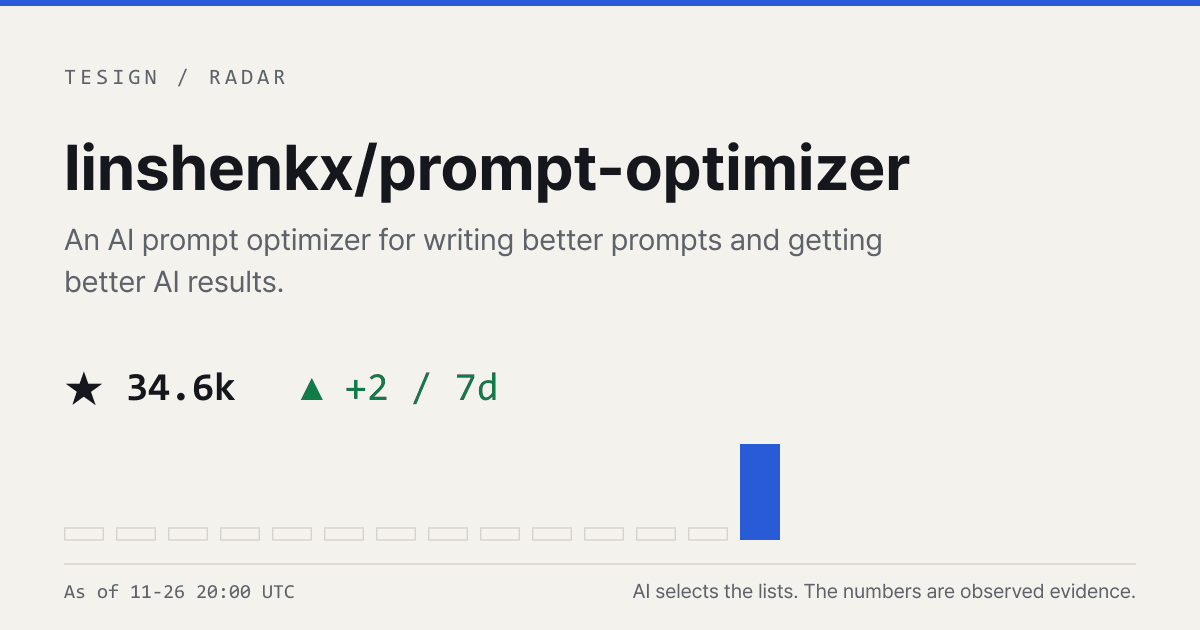 TESIGN / RADAR
linshenkx/prompt-optimizer
An AI prompt optimizer for writing better prompts and getting
better AI results.
★ 34.6k ▲ +2 / 7d
As of 11-26 20:00 UTC
AI selects the lists. The numbers are observed evidence.